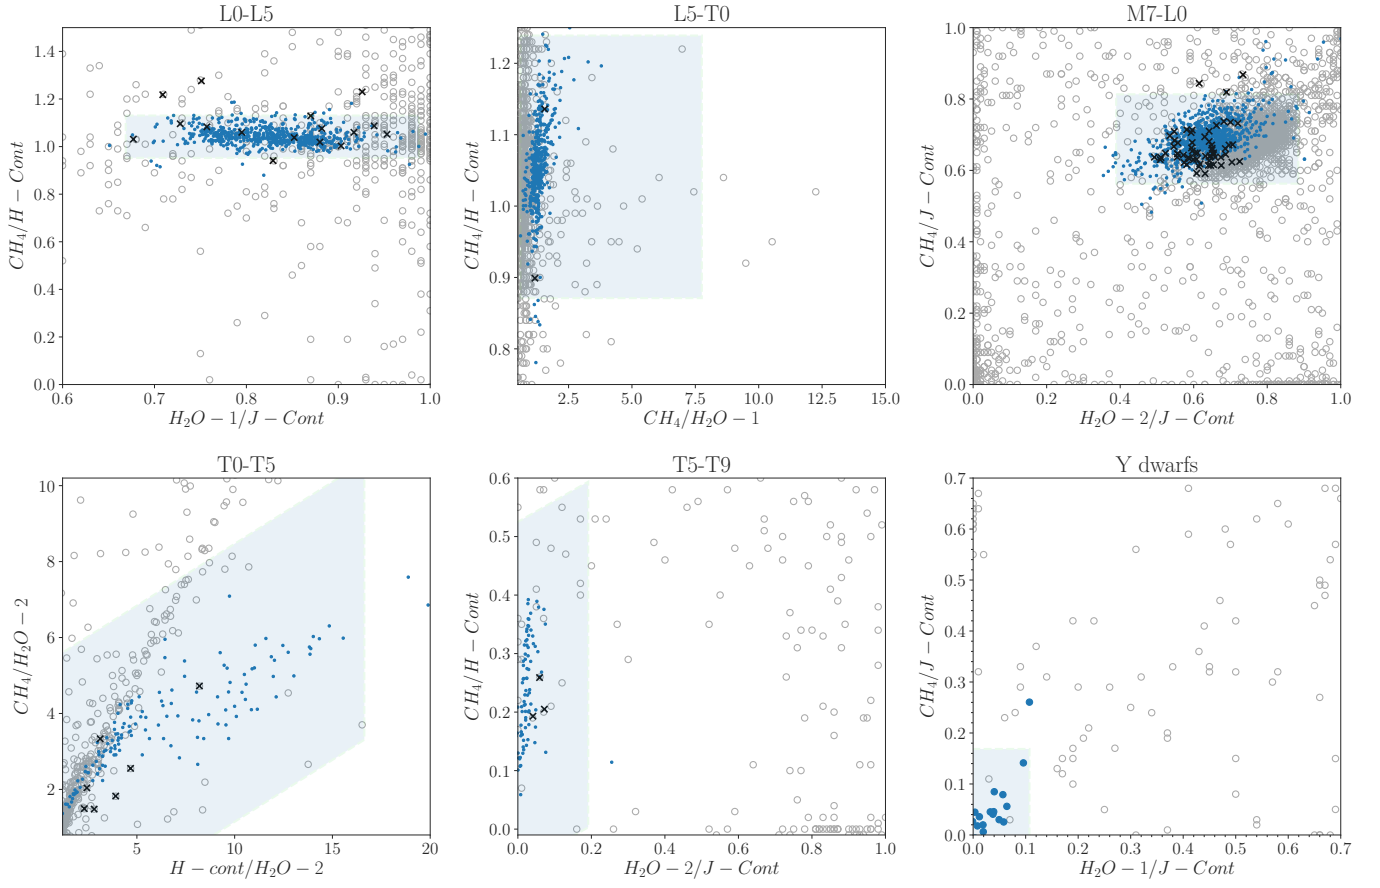 L0-L5
L5-T0
M7-L0
CH₄/H − Cont
1.4
1.2
1.0
0.8
0.6
0.4
0.2
0.0
0.6 0.7 0.8 0.9 1.0
H₂O − 1/J − Cont
CH₄/H − Cont
1.2
1.1
1.0
0.9
0.8
2.5 5.0 7.5 10.0 12.5 15.0
CH₄/H₂O − 1
CH₄/J − Cont
1.0
0.8
0.6
0.4
0.2
0.0
0.0 0.2 0.4 0.6 0.8 1.0
H₂O − 2/J − Cont
T0-T5
T5-T9
Y dwarfs
CH₄/H₂O − 2
10
8
6
4
2
5 10 15 20
H − cont/H₂O − 2
CH₄/H − Cont
0.6
0.5
0.4
0.3
0.2
0.1
0.0
0.0 0.2 0.4 0.6 0.8 1.0
H₂O − 2/J − Cont
CH₄/J − Cont
0.7
0.6
0.5
0.4
0.3
0.2
0.1
0.0
0.0 0.1 0.2 0.3 0.4 0.5 0.6 0.7
H₂O − 1/J − Cont